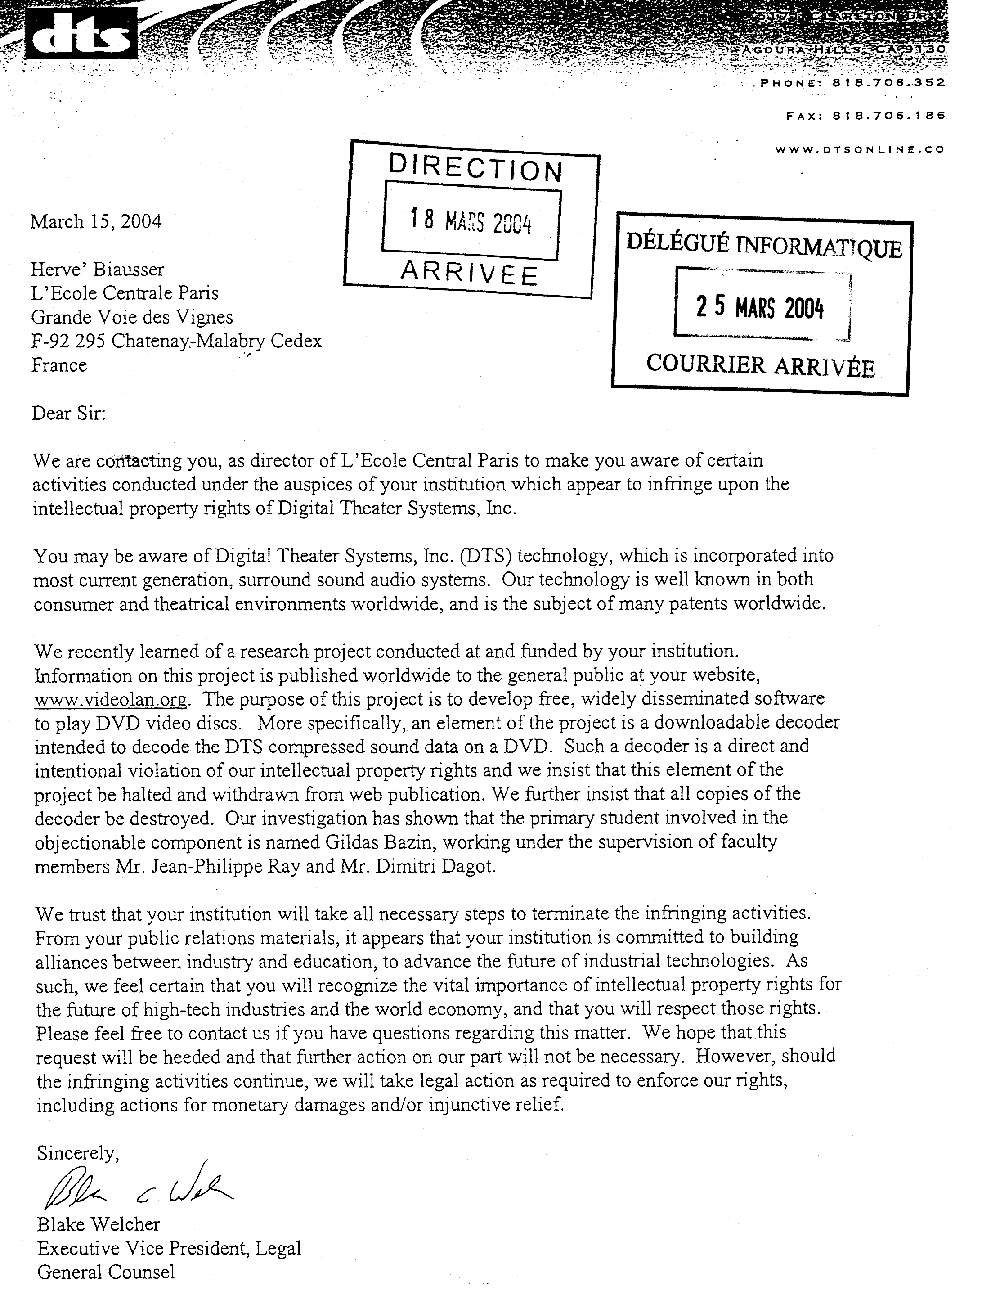 dts
AGOURA HILLS, CA 9130
PHONE: 818.706.352
FAX: 818.706.186
WWW.DTSONLINE.CO
DIRECTION
18 MARS 2004
ARRIVEE
DÉLÉGUÉ INFORMATIQUE
25 MARS 2004
COURRIER ARRIVÉE
March 15, 2004
Herve' Biausser
L'Ecole Centrale Paris
Grande Voie des Vignes
F-92 295 Chatenay-Malabry Cedex
France
Dear Sir:
We are contacting you, as director of L'Ecole Central Paris to make you aware of certain
activities conducted under the auspices of your institution which appear to infringe upon the
intellectual property rights of Digital Theater Systems, Inc.
You may be aware of Digital Theater Systems, Inc. (DTS) technology, which is incorporated into
most current generation, surround sound audio systems. Our technology is well known in both
consumer and theatrical environments worldwide, and is the subject of many patents worldwide.
We recently learned of a research project conducted at and funded by your institution.
Information on this project is published worldwide to the general public at your website,
www.videolan.org. The purpose of this project is to develop free, widely disseminated software
to play DVD video discs. More specifically, an element of the project is a downloadable decoder
intended to decode the DTS compressed sound data on a DVD. Such a decoder is a direct and
intentional violation of our intellectual property rights and we insist that this element of the
project be halted and withdrawn from web publication. We further insist that all copies of the
decoder be destroyed. Our investigation has shown that the primary student involved in the
objectionable component is named Gildas Bazin, working under the supervision of faculty
members Mr. Jean-Philippe Ray and Mr. Dimitri Dagot.
We trust that your institution will take all necessary steps to terminate the infringing activities.
From your public relations materials, it appears that your institution is committed to building
alliances between industry and education, to advance the future of industrial technologies. As
such, we feel certain that you will recognize the vital importance of intellectual property rights for
the future of high-tech industries and the world economy, and that you will respect those rights.
Please feel free to contact us if you have questions regarding this matter. We hope that this
request will be heeded and that further action on our part will not be necessary. However, should
the infringing activities continue, we will take legal action as required to enforce our rights,
including actions for monetary damages and/or injunctive relief.
Sincerely,
Blake Welcher
Executive Vice President, Legal
General Counsel